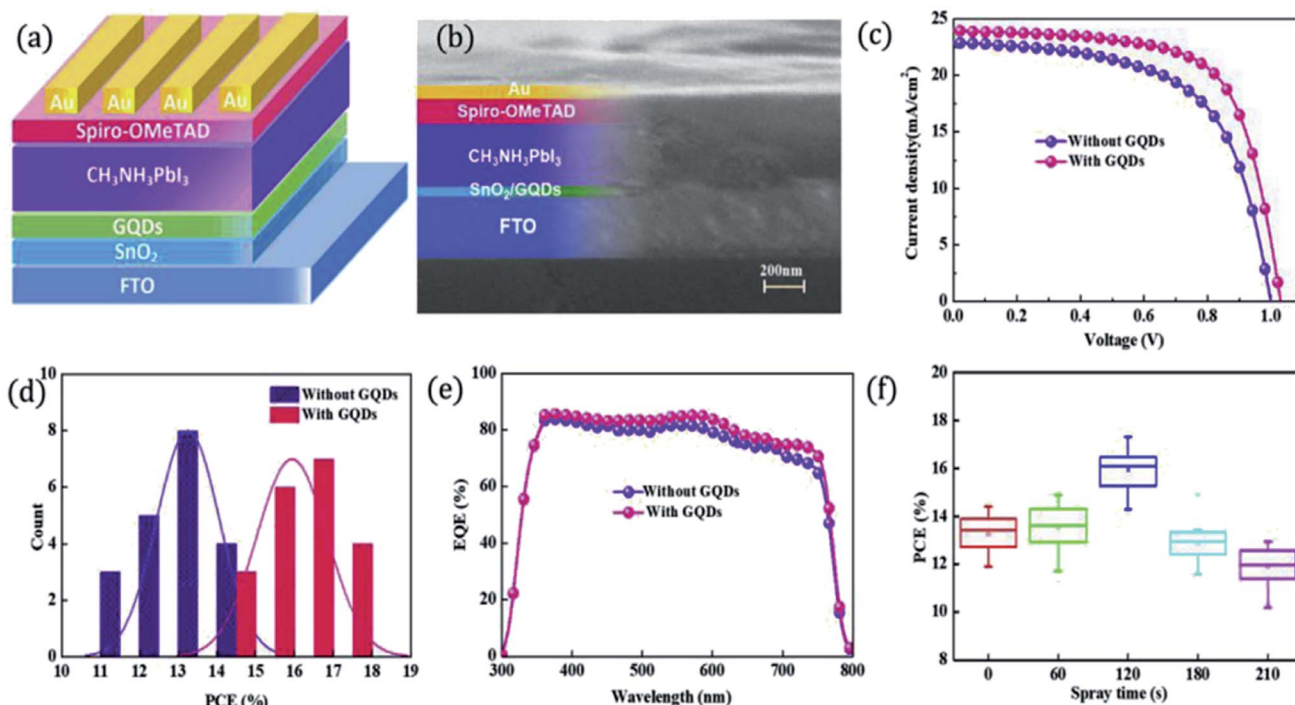 (a)
Au Au Au Au
Spiro-OMeTAD
CH3NH3PbI3
GQDs
SnO2
FTO
(b)
Au
Spiro-OMeTAD
CH3NH3PbI3
SnO2/GQDs
FTO
200nm
(c)
Current density(mA/cm2)
25
20
15
10
5
0
Without GQDs
With GQDs
0.0 0.2 0.4 0.6 0.8 1.0
Voltage (V)
(d)
Count
10
8
6
4
2
0
Without GQDs
With GQDs
10 11 12 13 14 15 16 17 18 19
PCE (%)
(e)
EQE (%)
100
80
60
40
20
0
Without GQDs
With GQDs
300 400 500 600 700 800
Wavelength (nm)
(f)
PCE (%)
20
18
16
14
12
10
8
0 60 120 180 210
Spray time (s)